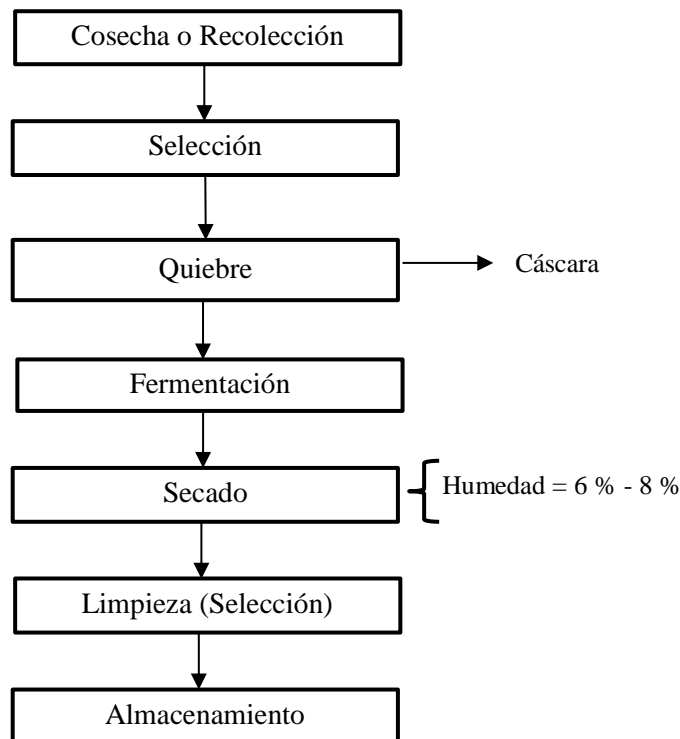 Cosecha o Recolección
Selección
Quiebre
Cáscara
Fermentación
Secado
Humedad = 6 % - 8 %
Limpieza (Selección)
Almacenamiento